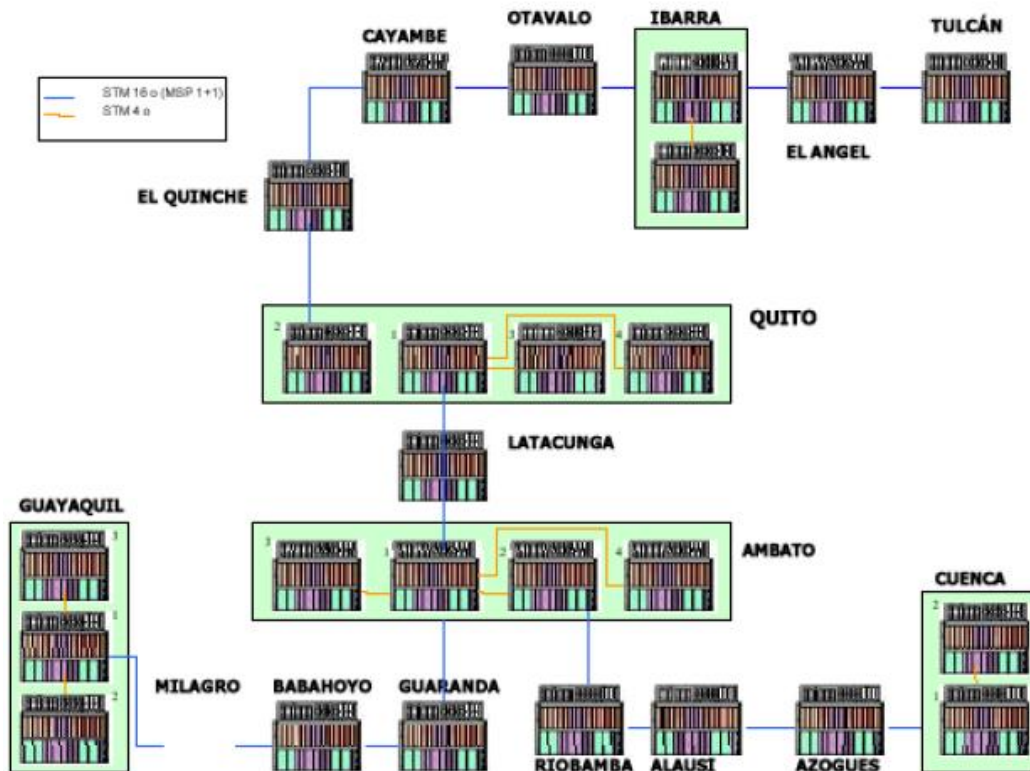 OTAVALO
IBARRA
TULCÁN
CAYAMBE
STM 16 o (MSP 1+1)
STM 4 o
EL ANGEL
EL QUINCHE
QUITO
2
1
3
4
LATACUNGA
GUAYAQUIL
3
1
2
AMBATO
3
1
2
4
CUENCA
2
1
MILAGRO
BABAHOYO
GUARANDA
RIOBAMBA
ALAUSÍ
AZOGUES